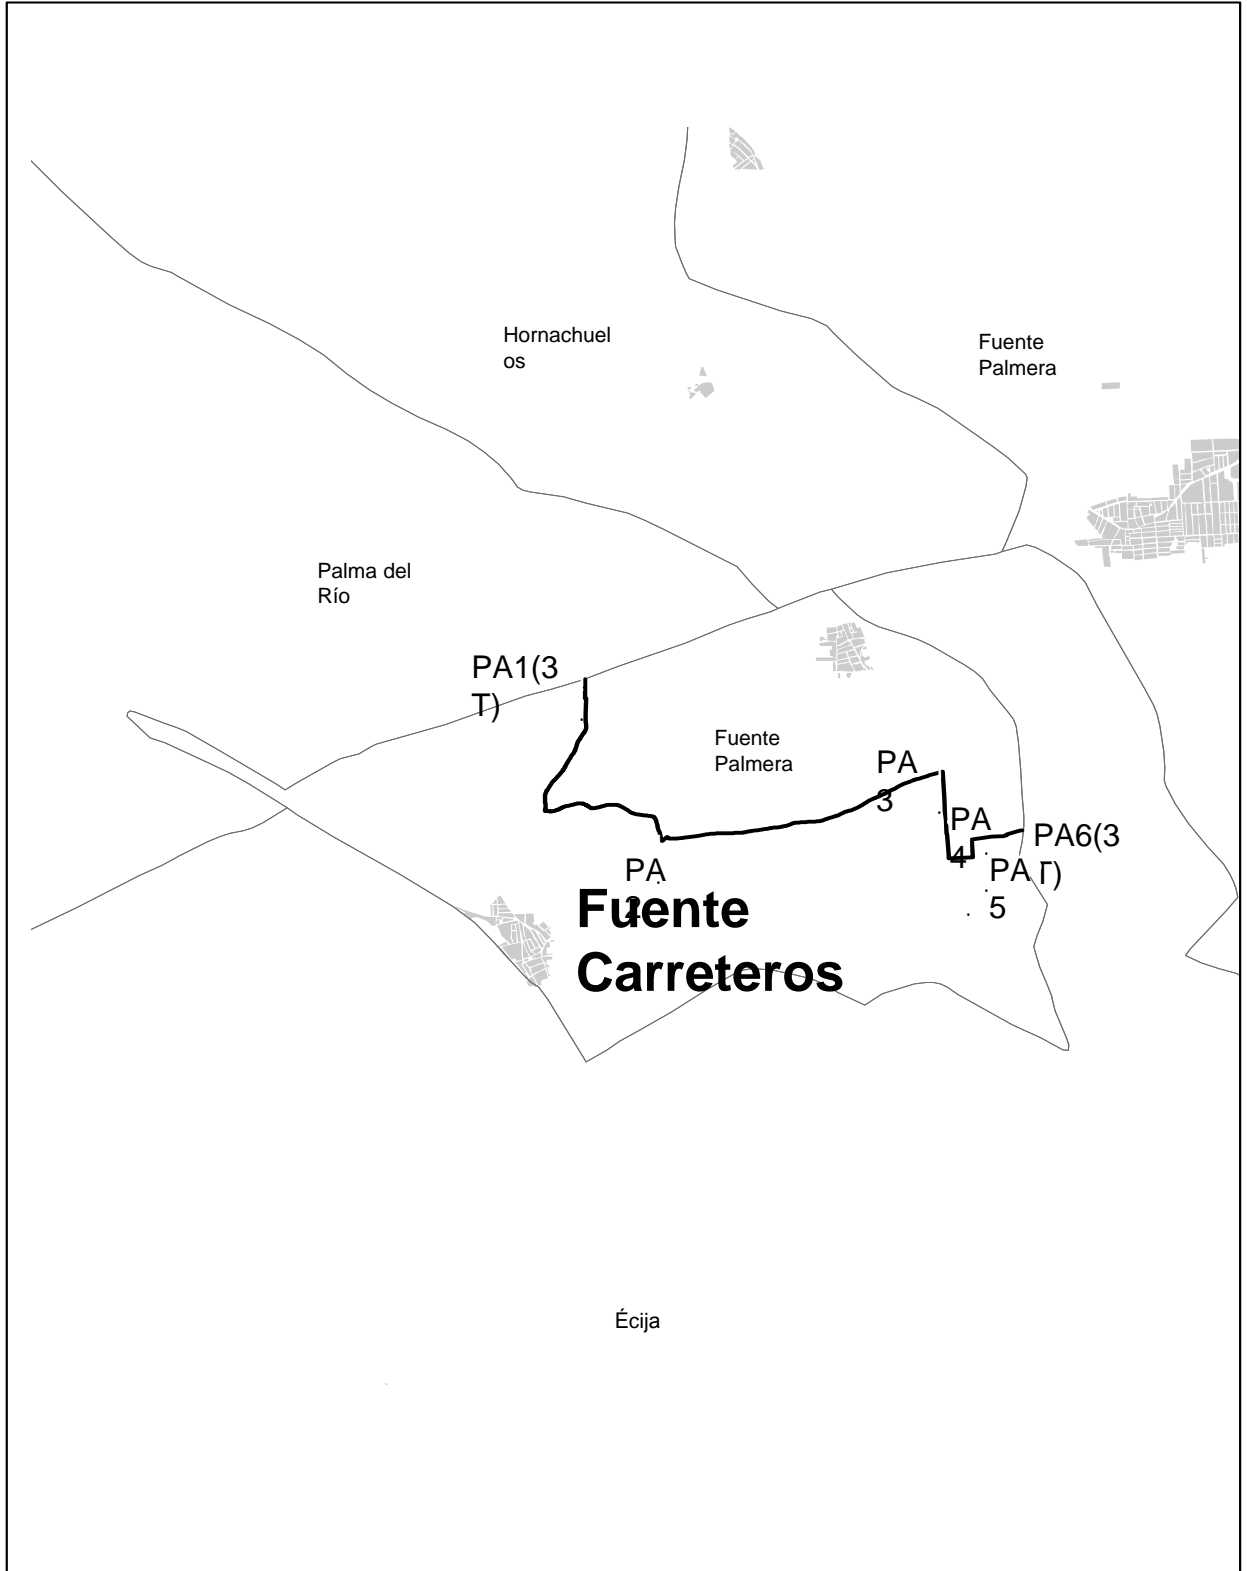 Hornachuel
os
Fuente
Palmera
Palma del
Río
PA1(3
T)
Fuente
Palmera
PA
3
PA
4
PA6(3
T)
PA
5
PA
2
Fuente
Carreteros
Écija